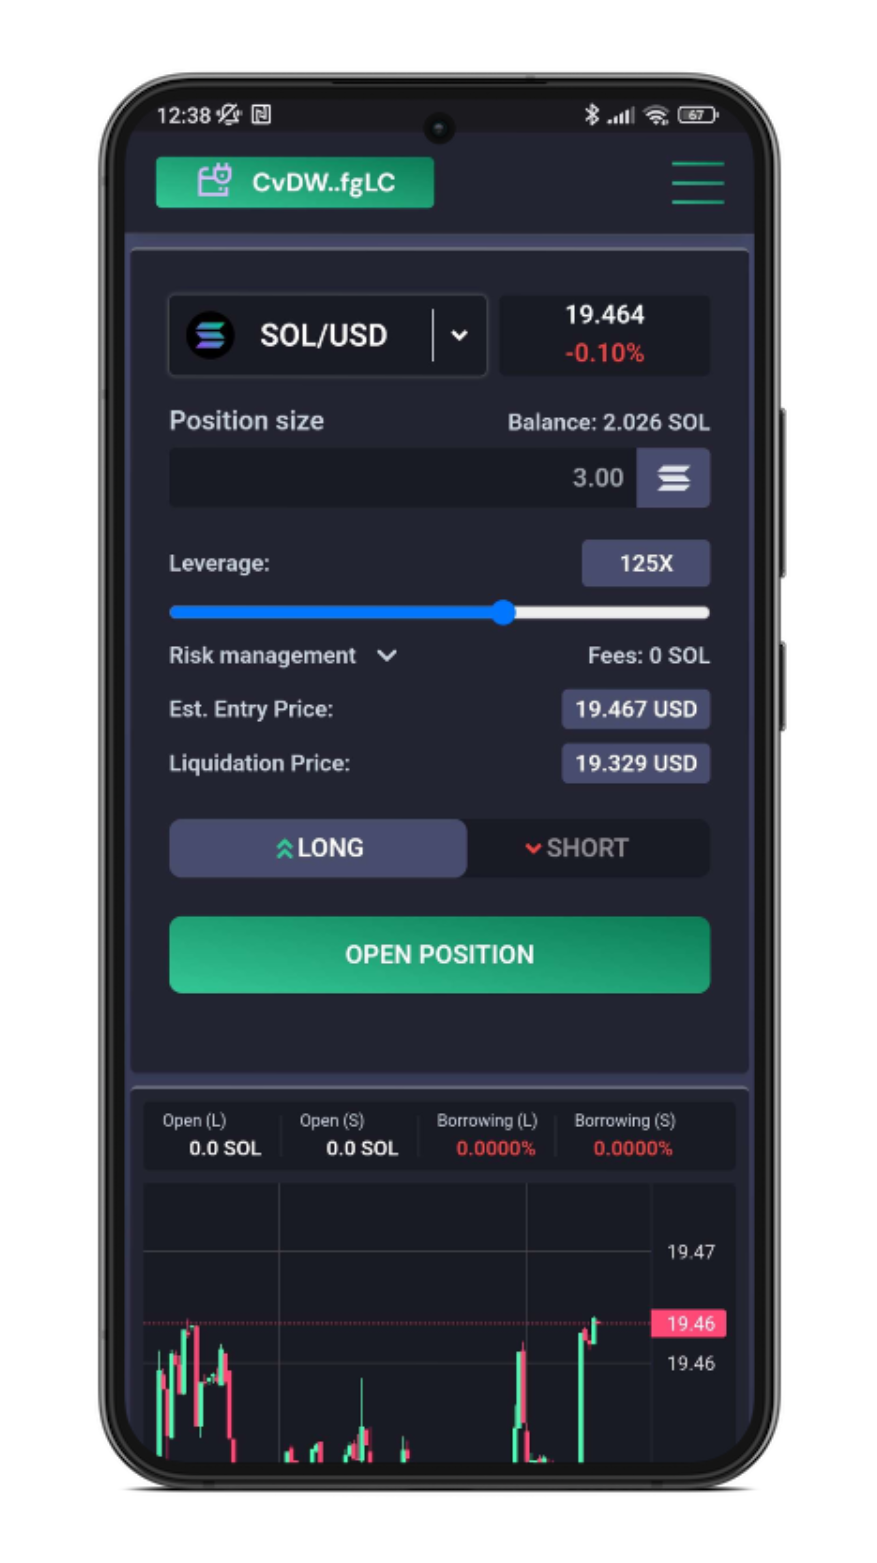 12:38
67
CvDW..fgLC
SOL/USD
19.464
-0.10%
Position size
Balance: 2.026 SOL
3.00
Leverage:
125X
Risk management
Fees: 0 SOL
Est. Entry Price:
19.467 USD
Liquidation Price:
19.329 USD
LONG
SHORT
OPEN POSITION
Open (L)
0.0 SOL
Open (S)
0.0 SOL
Borrowing (L)
0.0000%
Borrowing (S)
0.0000%
19.47
19.46
19.46